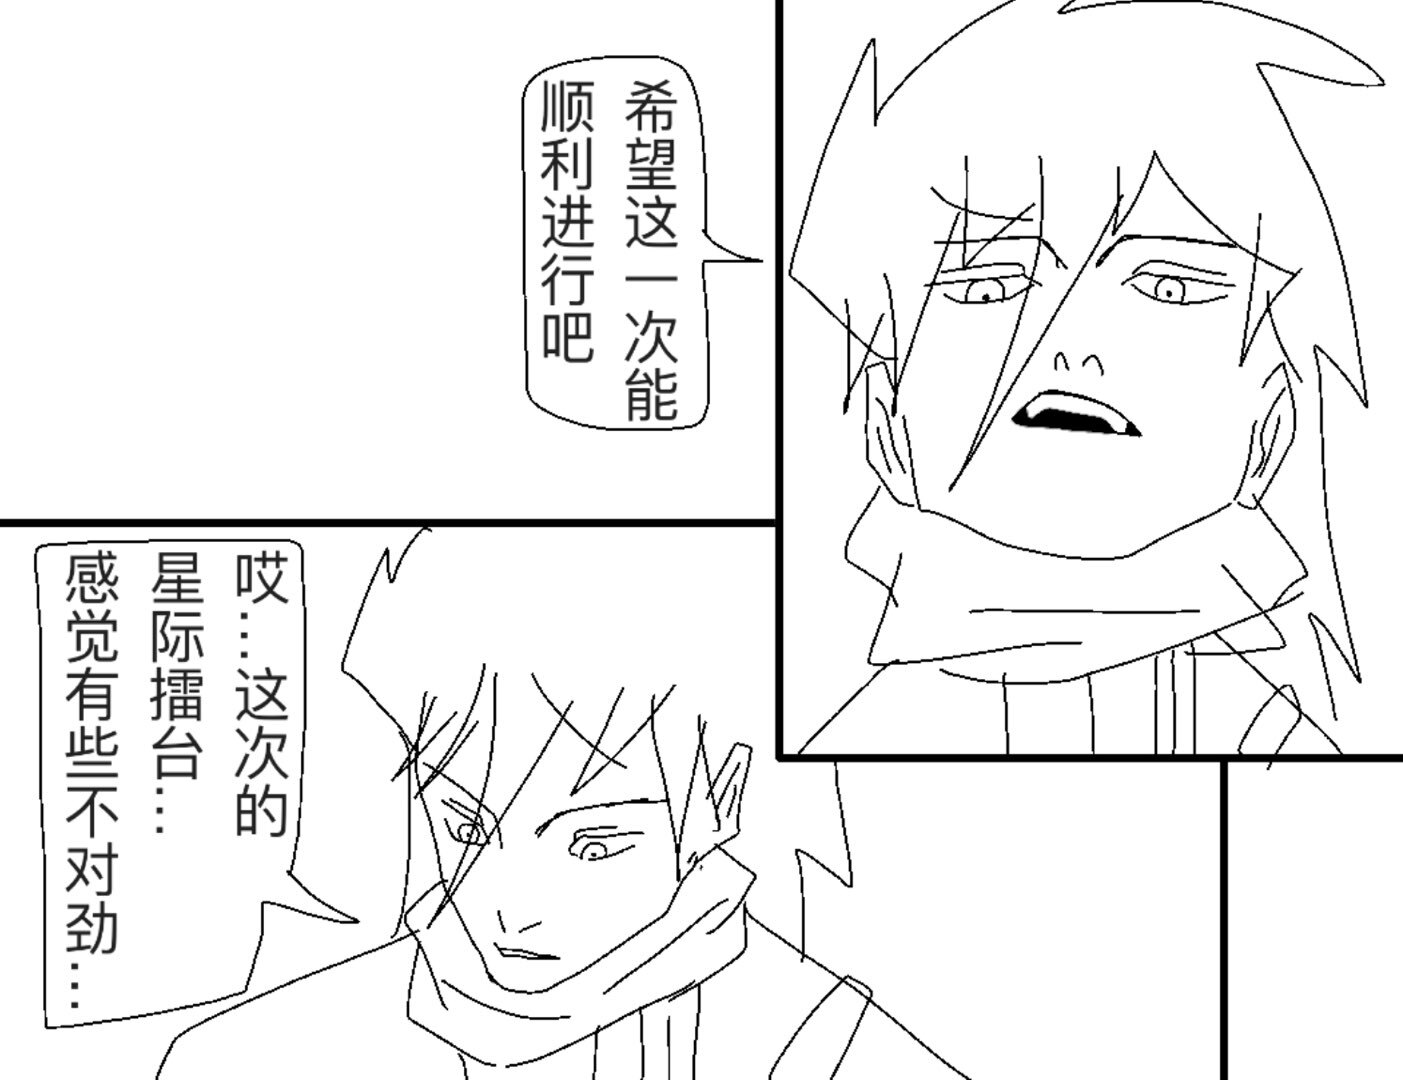 希望这一次能
顺利进行吧
哎…这次的
星际擂台…
感觉有些不对劲…